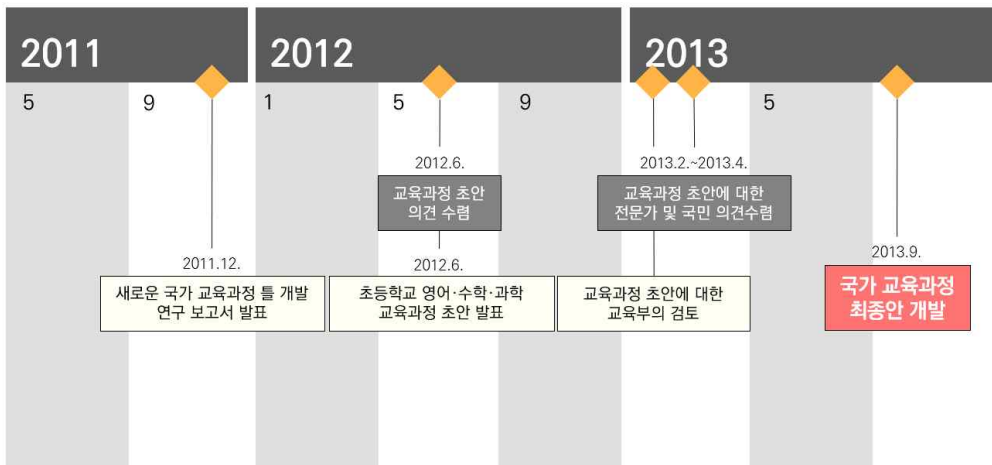 2011
2012
2013
5
9
1
5
9
5
2012.6.
2013.2.~2013.4.
교육과정 초안
의견 수렴
교육과정 초안에 대한
전문가 및 국민 의견수렴
2011.12.
2012.6.
2013.9.
새로운 국가 교육과정 틀 개발
연구 보고서 발표
초등학교 영어·수학·과학
교육과정 초안 발표
교육과정 초안에 대한
교육부의 검토
국가 교육과정
최종안 개발